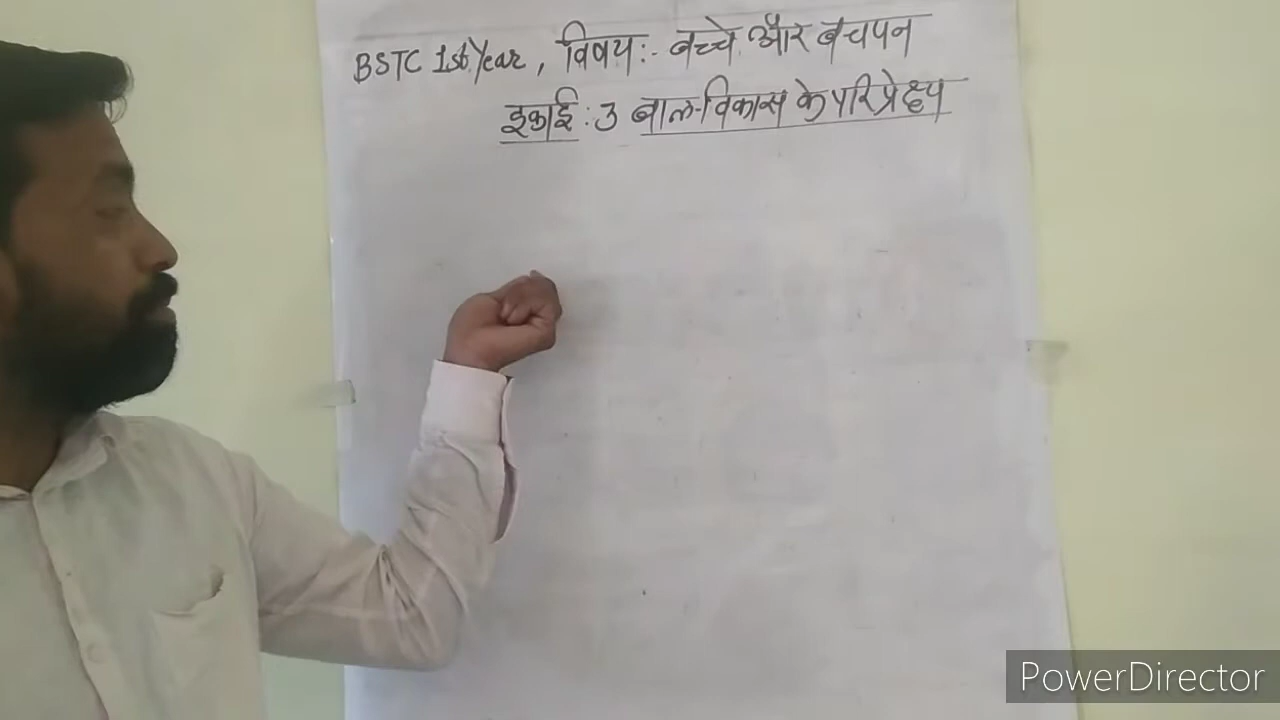 BSTC 1st Year, विषय:- बच्चे और बचपन
इकाई : 3 बाल-विकास के परिप्रेक्ष्य
PowerDirector